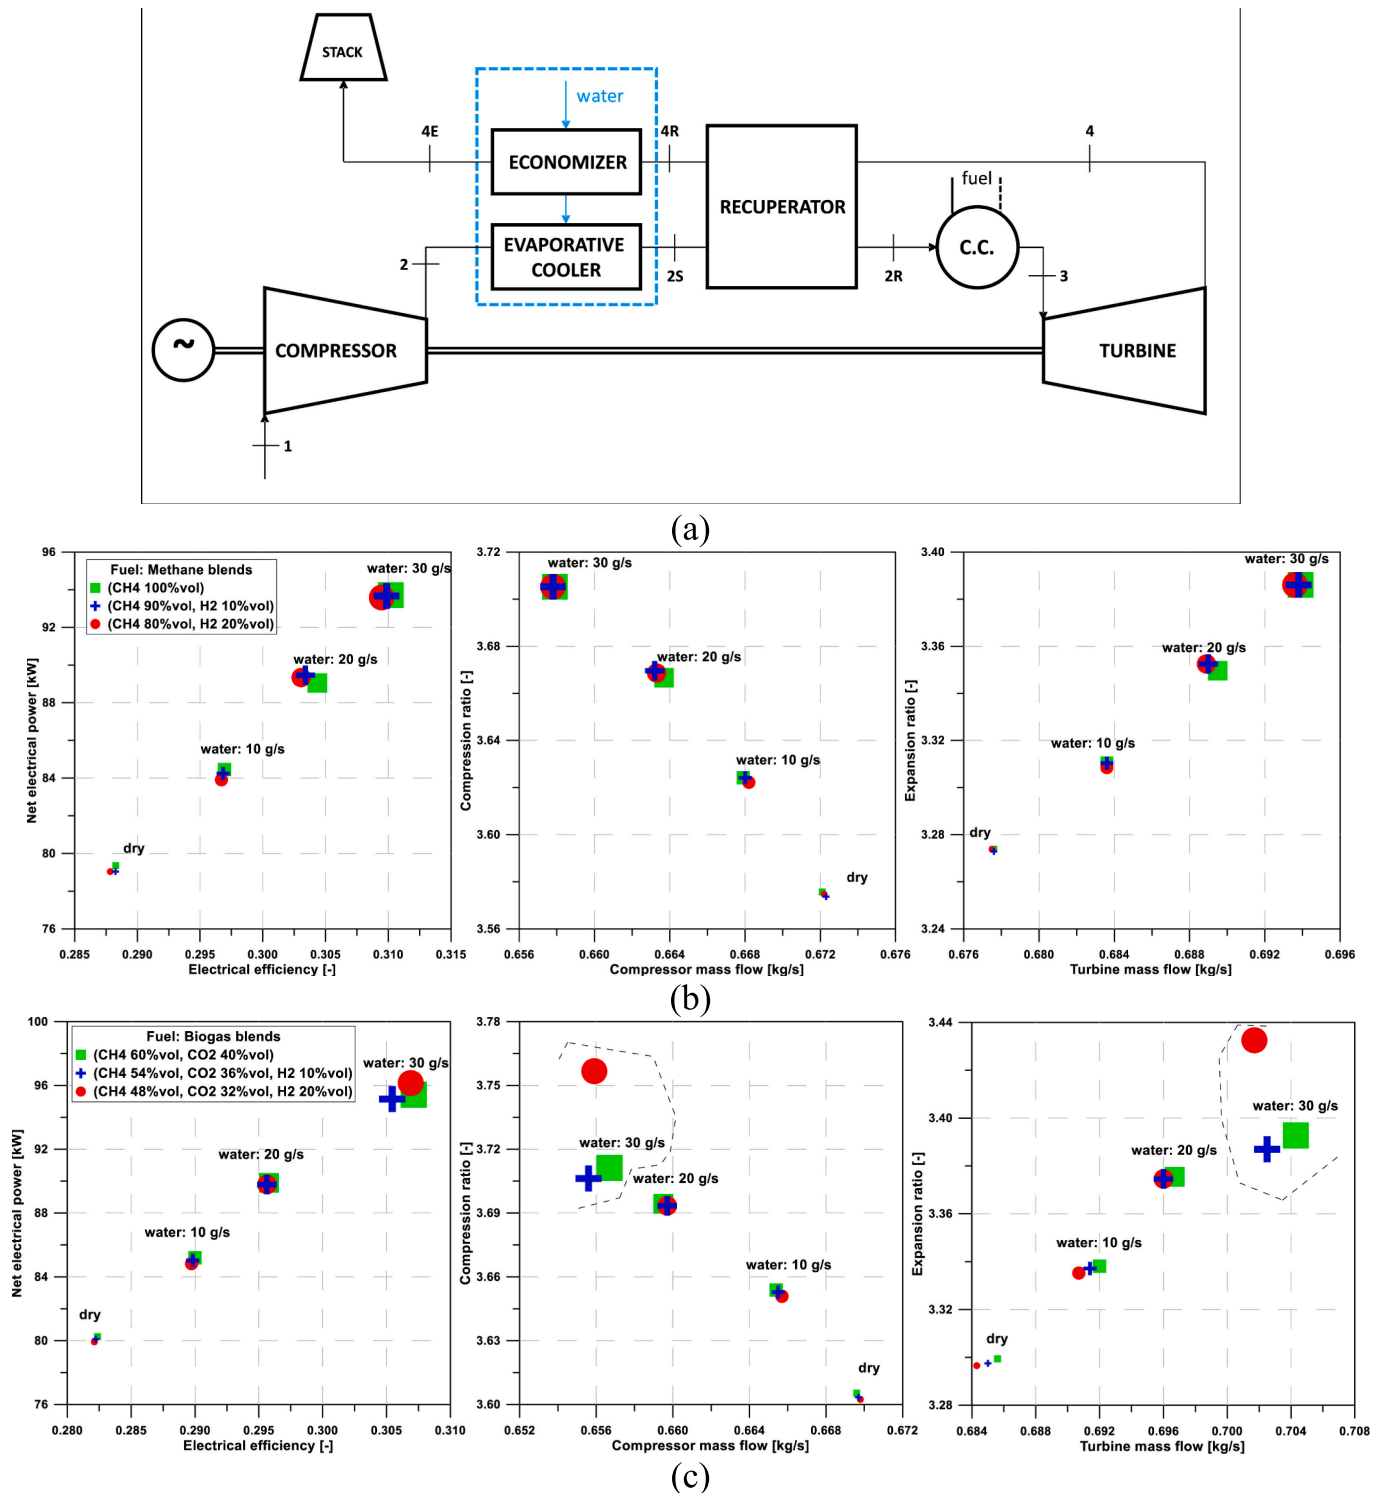 STACK
water
4E
ECONOMIZER
4R
4
RECUPERATOR
fuel
EVAPORATIVE
COOLER
2
2S
2R
C.C.
3
~
COMPRESSOR
TURBINE
1
(a)
Net electrical power [kW]
96
92
88
84
80
76
Fuel: Methane blends
(CH4 100%vol)
(CH4 90%vol, H2 10%vol)
(CH4 80%vol, H2 20%vol)
water: 30 g/s
water: 20 g/s
water: 10 g/s
dry
0.285 0.290 0.295 0.300 0.305 0.310 0.315
Electrical efficiency [-]
Compression ratio [-]
3.72
3.68
3.64
3.60
3.56
water: 30 g/s
water: 20 g/s
water: 10 g/s
dry
0.656 0.660 0.664 0.668 0.672 0.676
Compressor mass flow [kg/s]
Expansion ratio [-]
3.40
3.36
3.32
3.28
3.24
water: 30 g/s
water: 20 g/s
water: 10 g/s
dry
0.676 0.680 0.684 0.688 0.692 0.696
Turbine mass flow [kg/s]
(b)
Net electrical power [kW]
100
96
92
88
84
80
76
Fuel: Biogas blends
(CH4 60%vol, CO2 40%vol)
(CH4 54%vol, CO2 36%vol, H2 10%vol)
(CH4 48%vol, CO2 32%vol, H2 20%vol)
water: 30 g/s
water: 20 g/s
water: 10 g/s
dry
0.280 0.285 0.290 0.295 0.300 0.305 0.310
Electrical efficiency [-]
Compression ratio [-]
3.78
3.75
3.72
3.69
3.66
3.63
3.60
water: 30 g/s
water: 20 g/s
water: 10 g/s
dry
0.652 0.656 0.660 0.664 0.668 0.672
Compressor mass flow [kg/s]
Expansion ratio [-]
3.44
3.40
3.36
3.32
3.28
water: 30 g/s
water: 20 g/s
water: 10 g/s
dry
0.684 0.688 0.692 0.696 0.700 0.704 0.708
Turbine mass flow [kg/s]
(c)